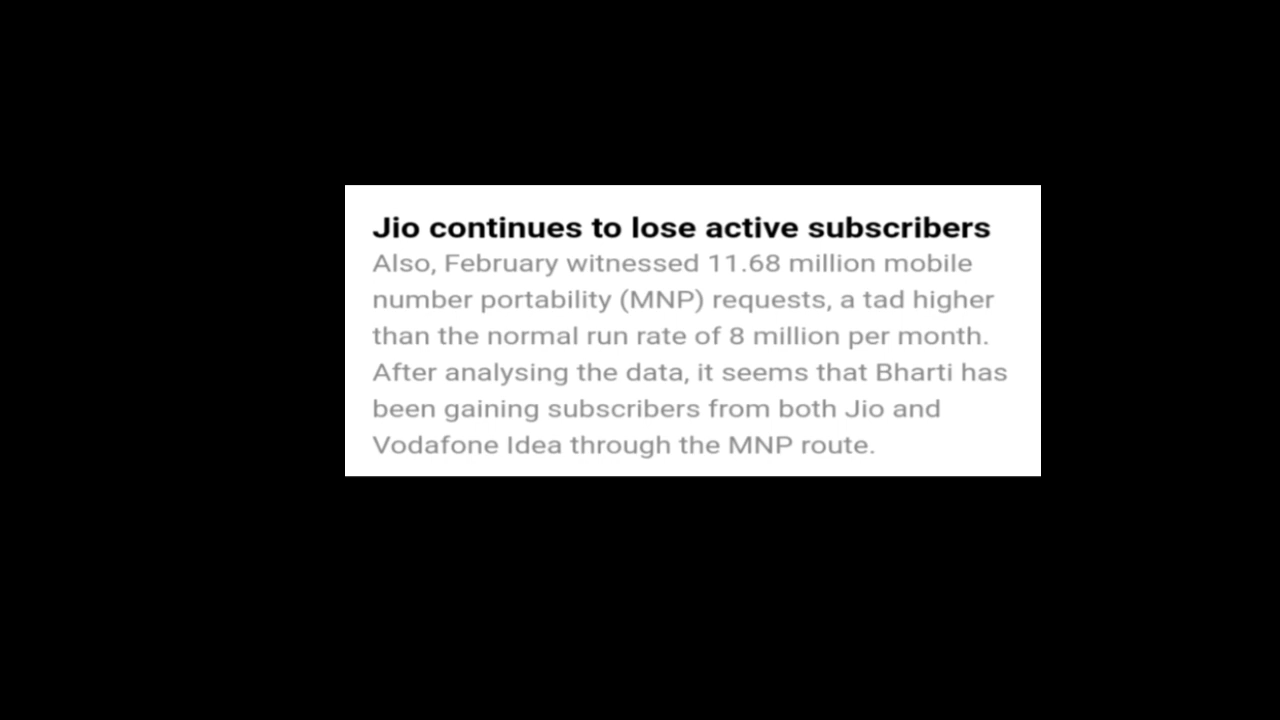 Jio continues to lose active subscribers
Also, February witnessed 11.68 million mobile
number portability (MNP) requests, a tad higher
than the normal run rate of 8 million per month.
After analysing the data, it seems that Bharti has
been gaining subscribers from both Jio and
Vodafone Idea through the MNP route.